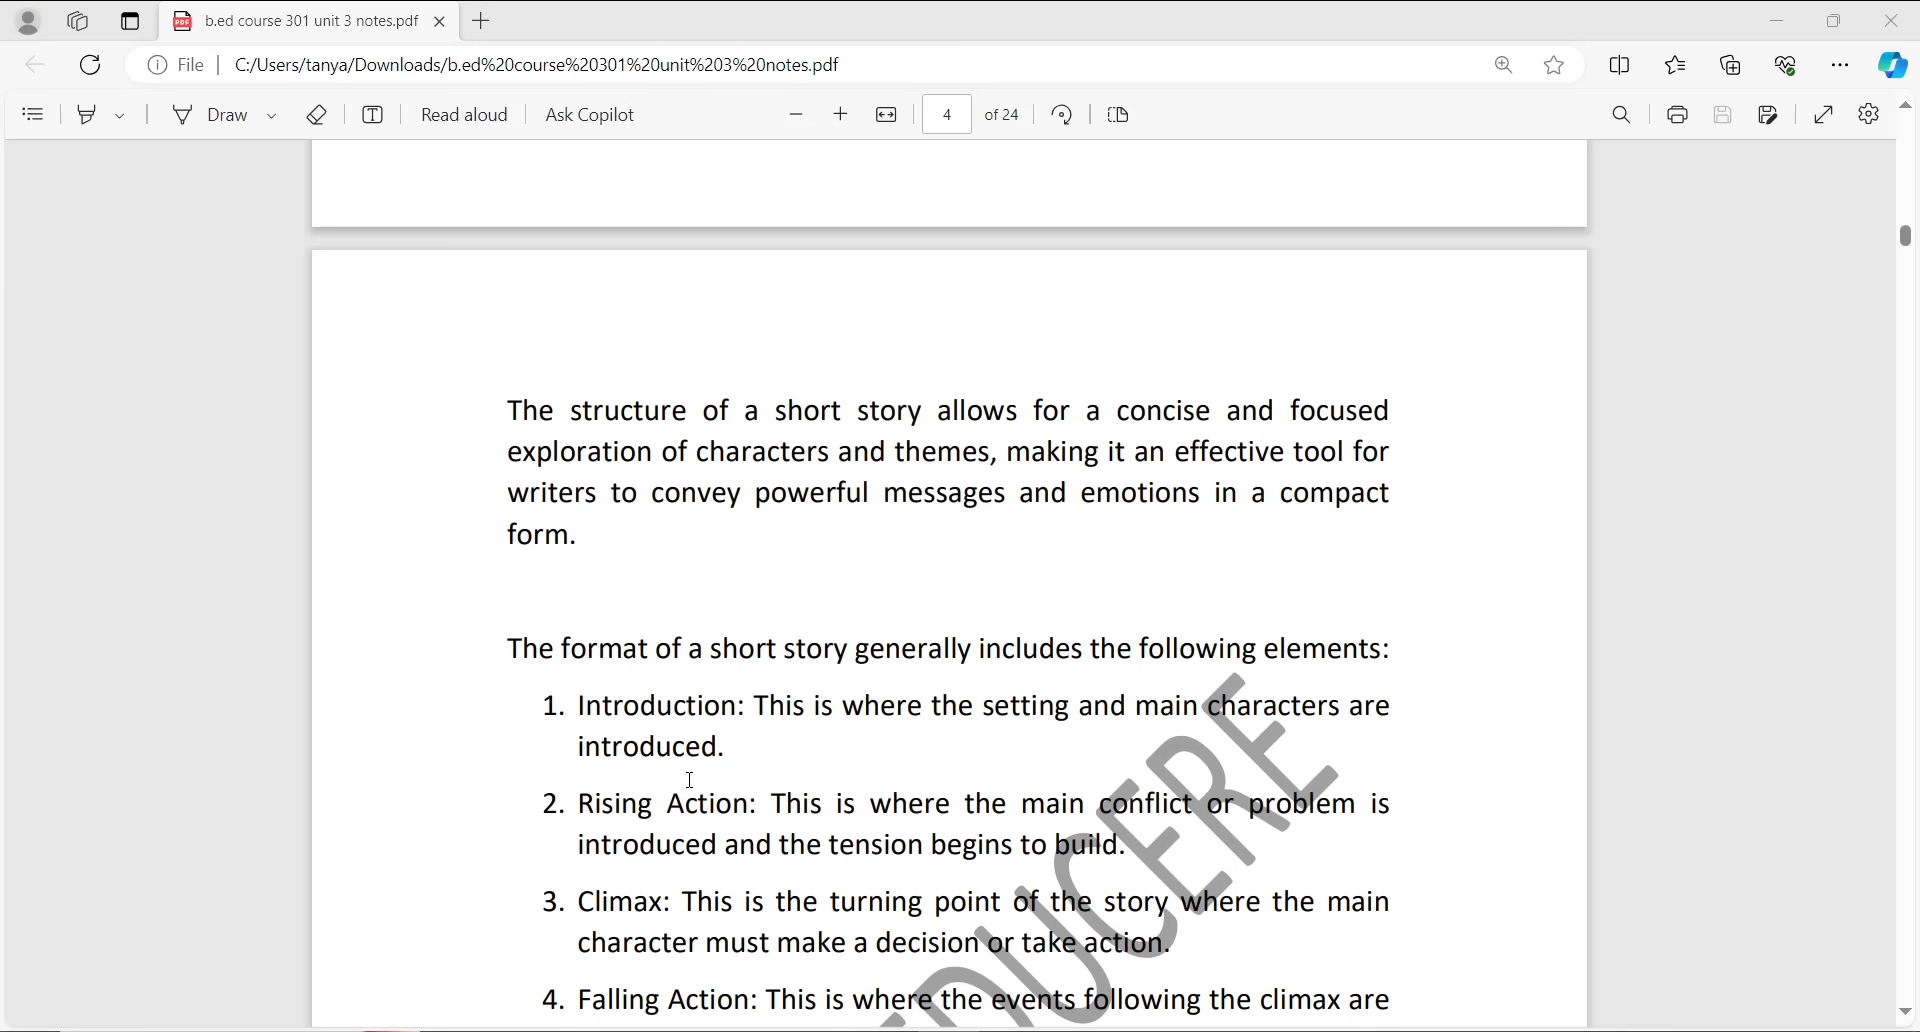 b.ed course 301 unit 3 notes.pdf
File | C:/Users/tanya/Downloads/b.ed%20course%20301%20unit%203%20notes.pdf
Draw Read aloud Ask Copilot 4 of 24
The structure of a short story allows for a concise and focused
exploration of characters and themes, making it an effective tool for
writers to convey powerful messages and emotions in a compact
form.
The format of a short story generally includes the following elements:
1. Introduction: This is where the setting and main characters are
introduced.
2. Rising Action: This is where the main conflict or problem is
introduced and the tension begins to build.
3. Climax: This is the turning point of the story where the main
character must make a decision or take action.
4. Falling Action: This is where the events following the climax are
EDUCERE